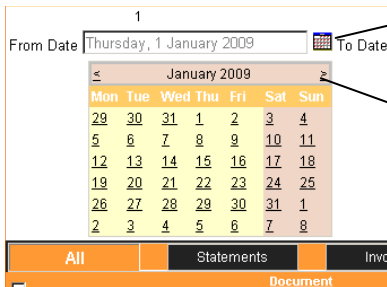 1
From Date Thursday, 1 January 2009 To Date
< January 2009 >
Mon Tue Wed Thu Fri Sat Sun
29 30 31 1 2 3 4
5 6 7 8 9 10 11
12 13 14 15 16 17 18
19 20 21 22 23 24 25
26 27 28 29 30 31 1
2 3 4 5 6 7 8
All Statements Invo
Document